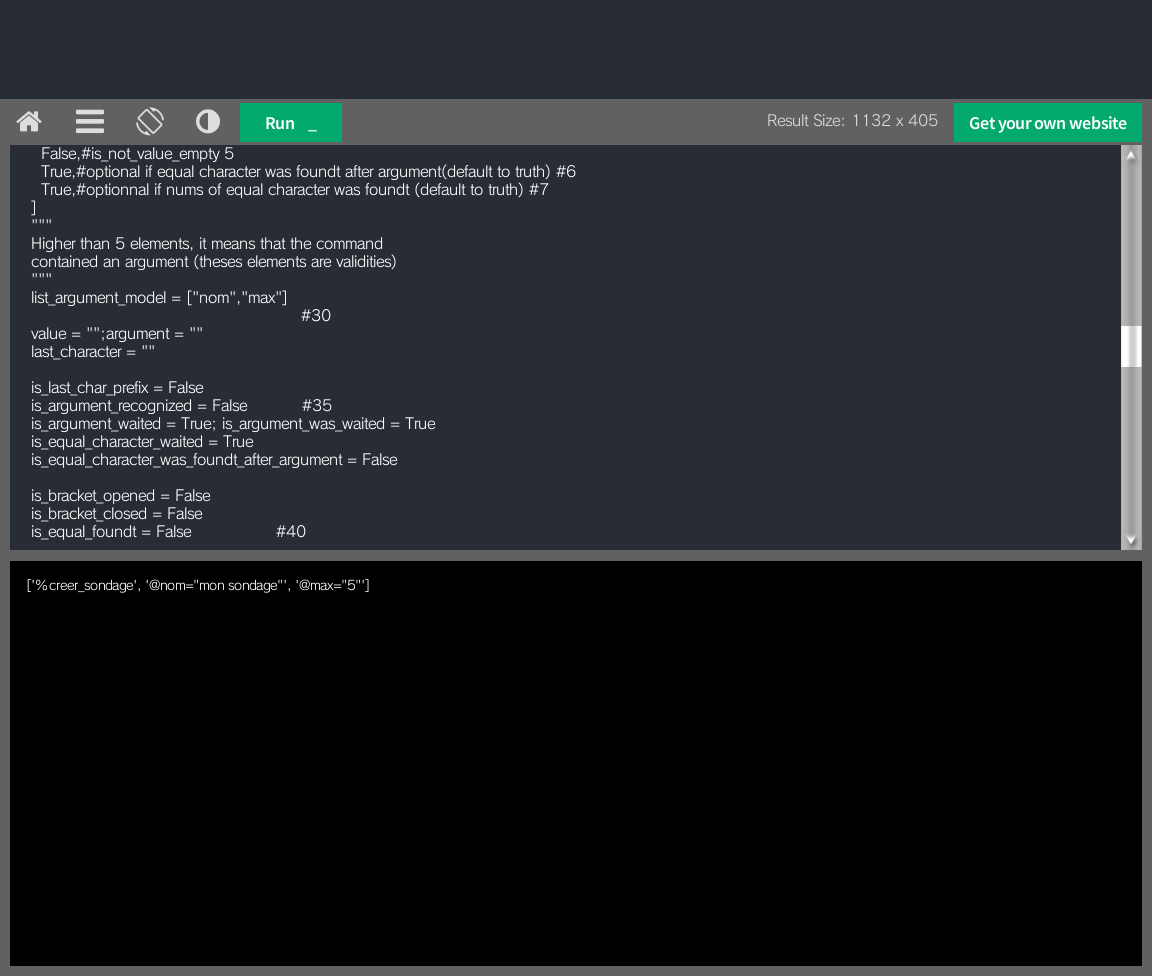 Run _
Result Size: 1132 x 405
Get your own website
False,#is_not_value_empty 5
True,#optional if equal character was foundt after argument(default to truth) #6
True,#optionnal if nums of equal character was foundt (default to truth) #7
]
"""
Higher than 5 elements, it means that the command
contained an argument (theses elements are validities)
"""
list_argument_model = ["nom","max"]
#30
value = "";argument = ""
last_character = ""
is_last_char_prefix = False
is_argument_recognized = False #35
is_argument_waited = True; is_argument_was_waited = True
is_equal_character_waited = True
is_equal_character_was_foundt_after_argument = False
is_bracket_opened = False
is_bracket_closed = False
is_equal_foundt = False #40
['%creer_sondage', '@nom="mon sondage"', '@max="5"']